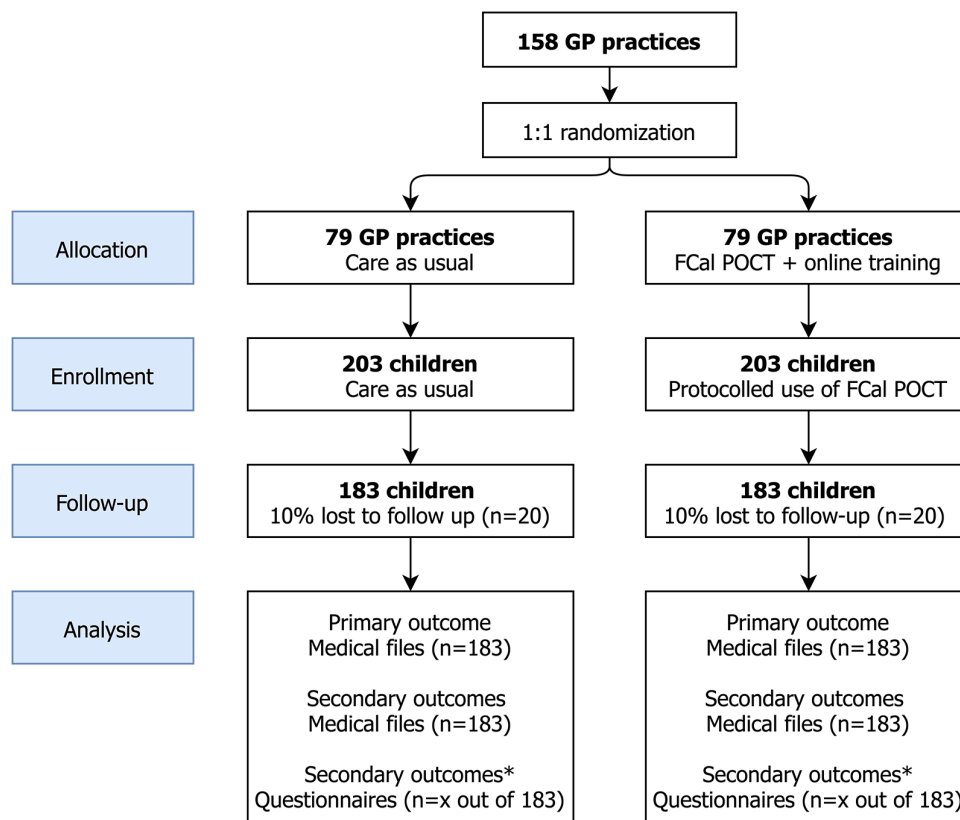 158 GP practices
1:1 randomization
Allocation
79 GP practices
Care as usual
79 GP practices
FCal POCT + online training
Enrollment
203 children
Care as usual
203 children
Protocolled use of FCal POCT
Follow-up
183 children
10% lost to follow up (n=20)
183 children
10% lost to follow-up (n=20)
Analysis
Primary outcome
Medical files (n=183)
Secondary outcomes
Medical files (n=183)
Secondary outcomes*
Questionnaires (n=x out of 183)
Primary outcome
Medical files (n=183)
Secondary outcomes
Medical files (n=183)
Secondary outcomes*
Questionnaires (n=x out of 183)